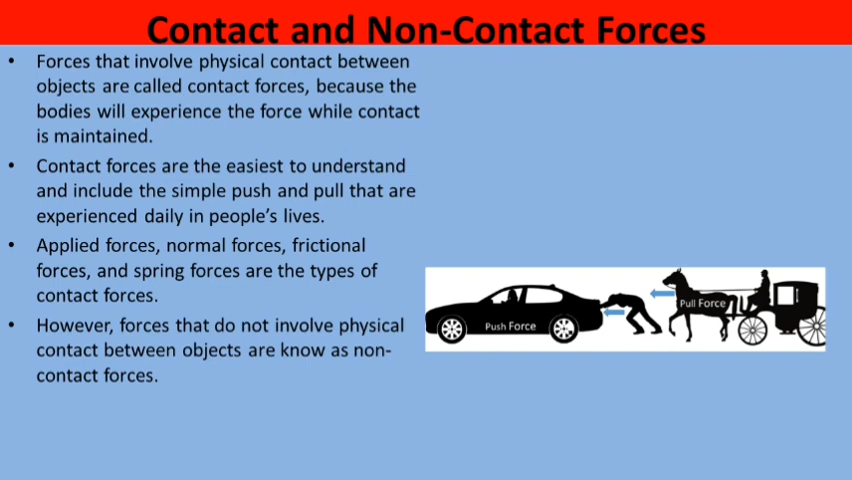 Contact and Non-Contact Forces
• Forces that involve physical contact between
objects are called contact forces, because the
bodies will experience the force while contact
is maintained.
• Contact forces are the easiest to understand
and include the simple push and pull that are
experienced daily in people’s lives.
• Applied forces, normal forces, frictional
forces, and spring forces are the types of
contact forces.
• However, forces that do not involve physical
contact between objects are know as non-
contact forces.
Push Force
Pull Force